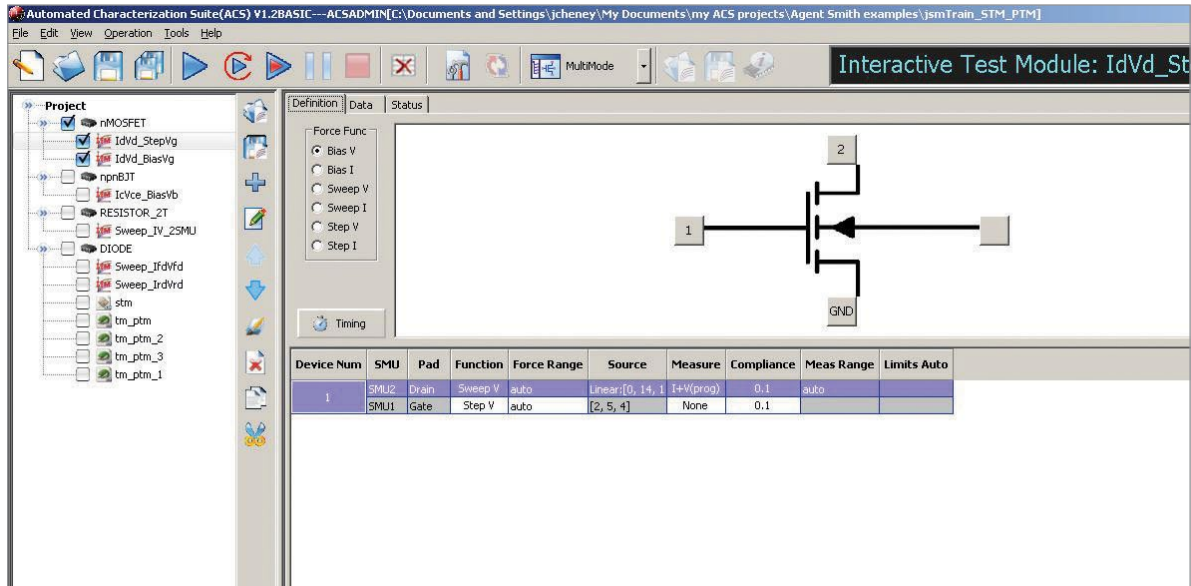 Automated Characterization Suite(ACS) V1.2BASIC---ACSADMIN[C:\Documents and Settings\jcheney\My Documents\my ACS projects\Agent Smith examples\jsmTrain_STM_PTM]
File Edit View Operation Tools Help
MultiMode
Interactive Test Module: IdVd_St
Project
nMOSFET
IdVd_StepVg
IdVd_BiasVg
npnBJT
IcVce_BiasVb
RESISTOR_2T
Sweep_IV_2SMU
DIODE
Sweep_IfdVfd
Sweep_IrdVrd
stm
tm_ptm
tm_ptm_2
tm_ptm_3
tm_ptm_1
Definition Data Status
Force Func
Bias V
Bias I
Sweep V
Sweep I
Step V
Step I
Timing
2
1
GND
Device Num SMU Pad Function Force Range Source Measure Compliance Meas Range Limits Auto
1 SMU2 Drain Sweep V auto Linear:[0, 14, 1 I+V(prog) 0.1 auto
SMU1 Gate Step V auto [2, 5, 4] None 0.1